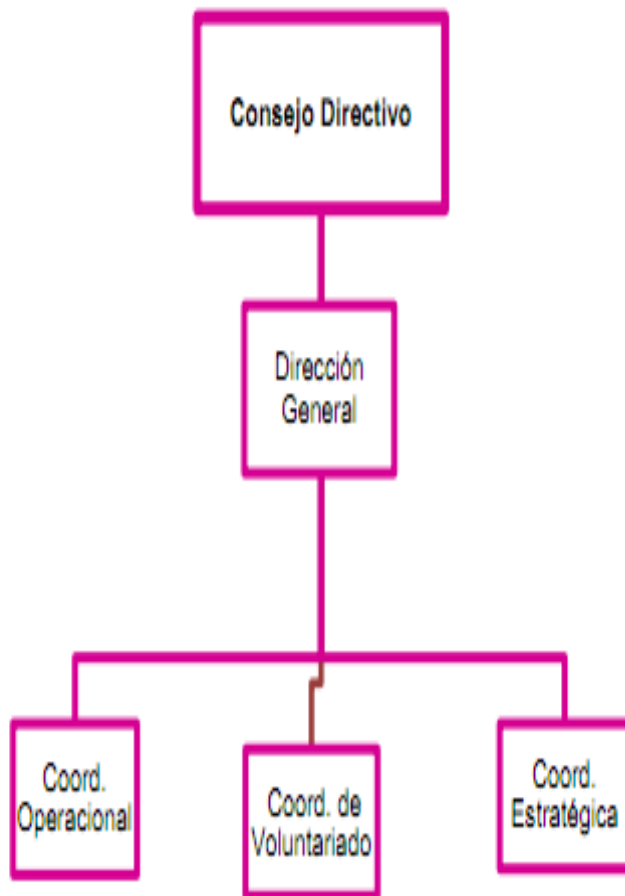 Consejo Directivo
Dirección
General
Coord.
Operacional
Coord. de
Voluntariado
Coord.
Estratégica